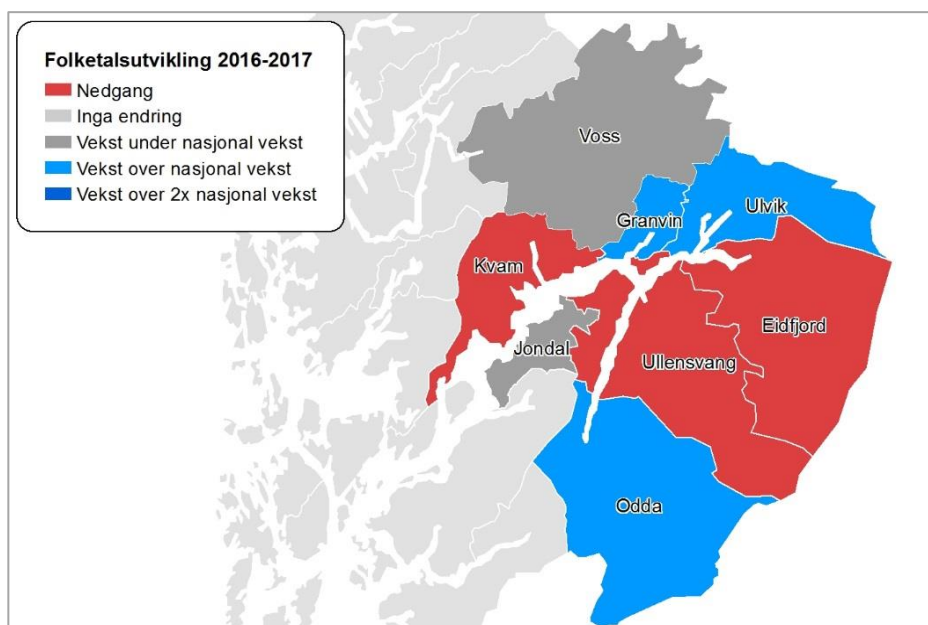 Folketalsutvikling 2016-2017
Nedgang
Inga endring
Vekst under nasjonal vekst
Vekst over nasjonal vekst
Vekst over 2x nasjonal vekst
Voss
Ulvik
Granvin
Kvam
Eidfjord
Jondal
Ullensvang
Odda